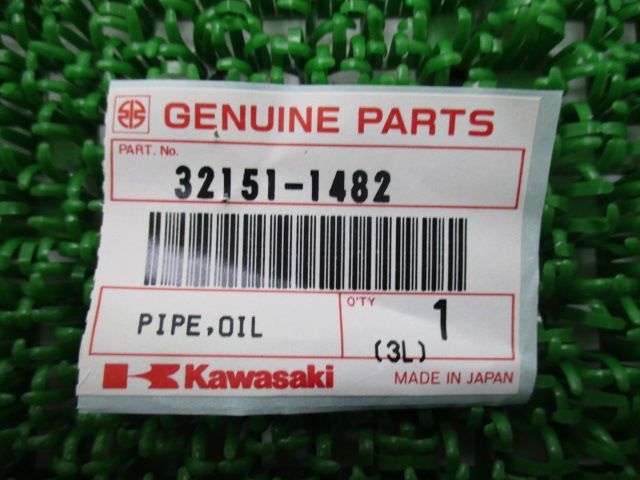 GENUINE PARTS
PART. No.
32151-1482
PIPE,OIL
Q'TY
1
(3L)
Kawasaki
MADE IN JAPAN